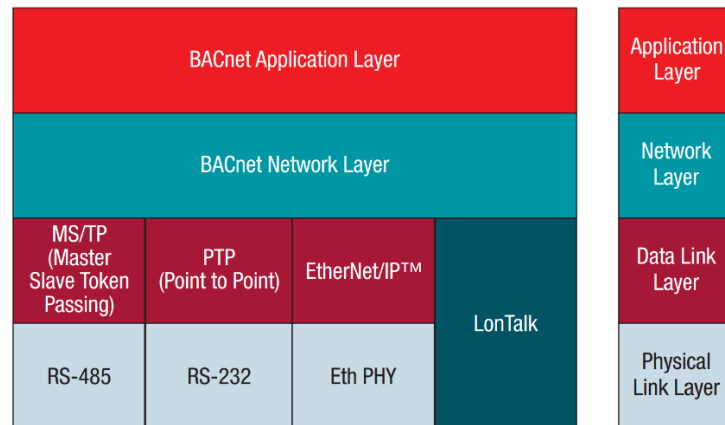 BACnet Application Layer
BACnet Network Layer
MS/TP
(Master
Slave Token
Passing)
PTP
(Point to Point)
EtherNet/IP™
LonTalk
RS-485
RS-232
Eth PHY
Application
Layer
Network
Layer
Data Link
Layer
Physical
Link Layer